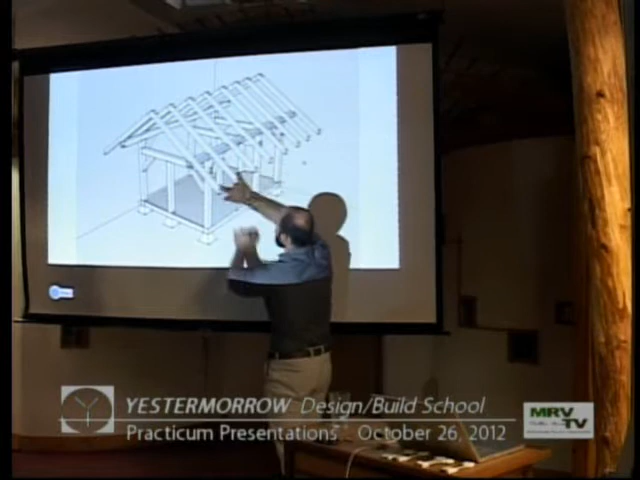 YESTERMORROW Design/Build School
Practicum Presentations October 26, 2012
MRV
TV